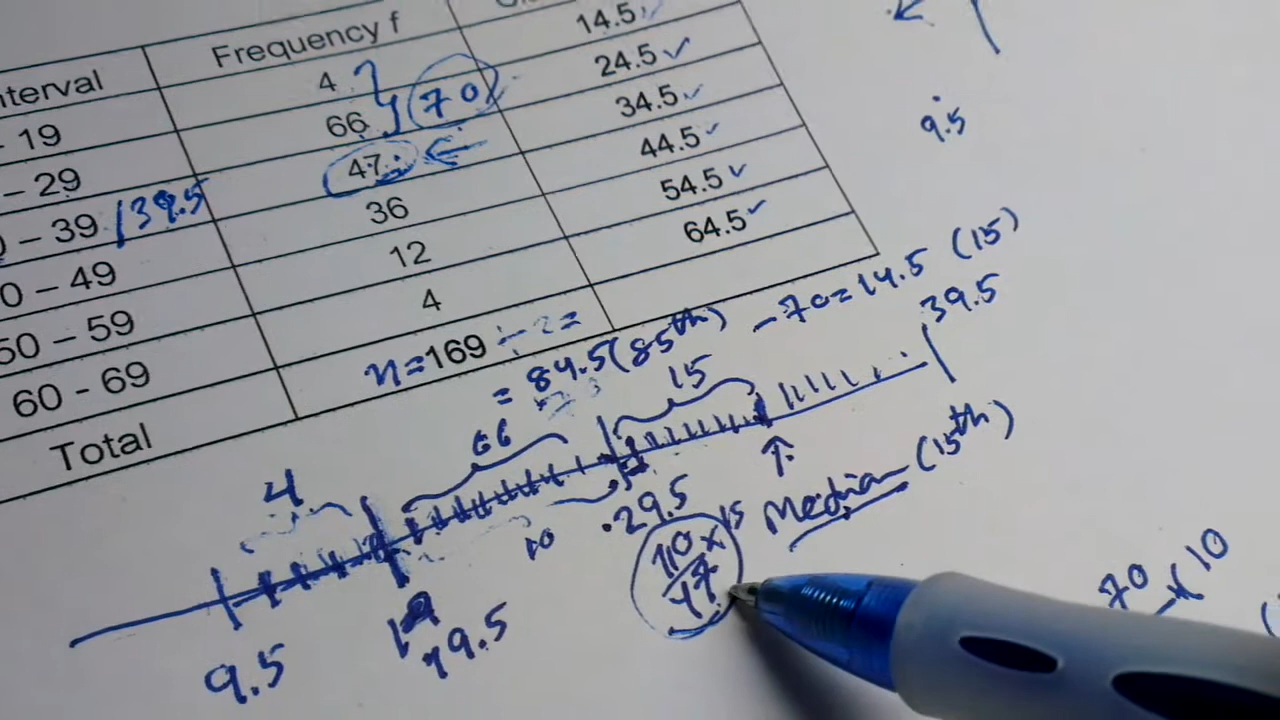 nterval Frequency f
14.5
- 19 4 24.5
– 29 66 70 34.5
– 39 /39.5 47 44.5
0 – 49 36 54.5
50 – 59 12 64.5
60 - 69 4
Total n=169 ÷ 2 =
= 84.5(85th) -70=14.5 (15)
9.5
39.5
15
66
4
29.5
10
Median (15th)
10 x 15
47
70 x 10
19.5
9.5